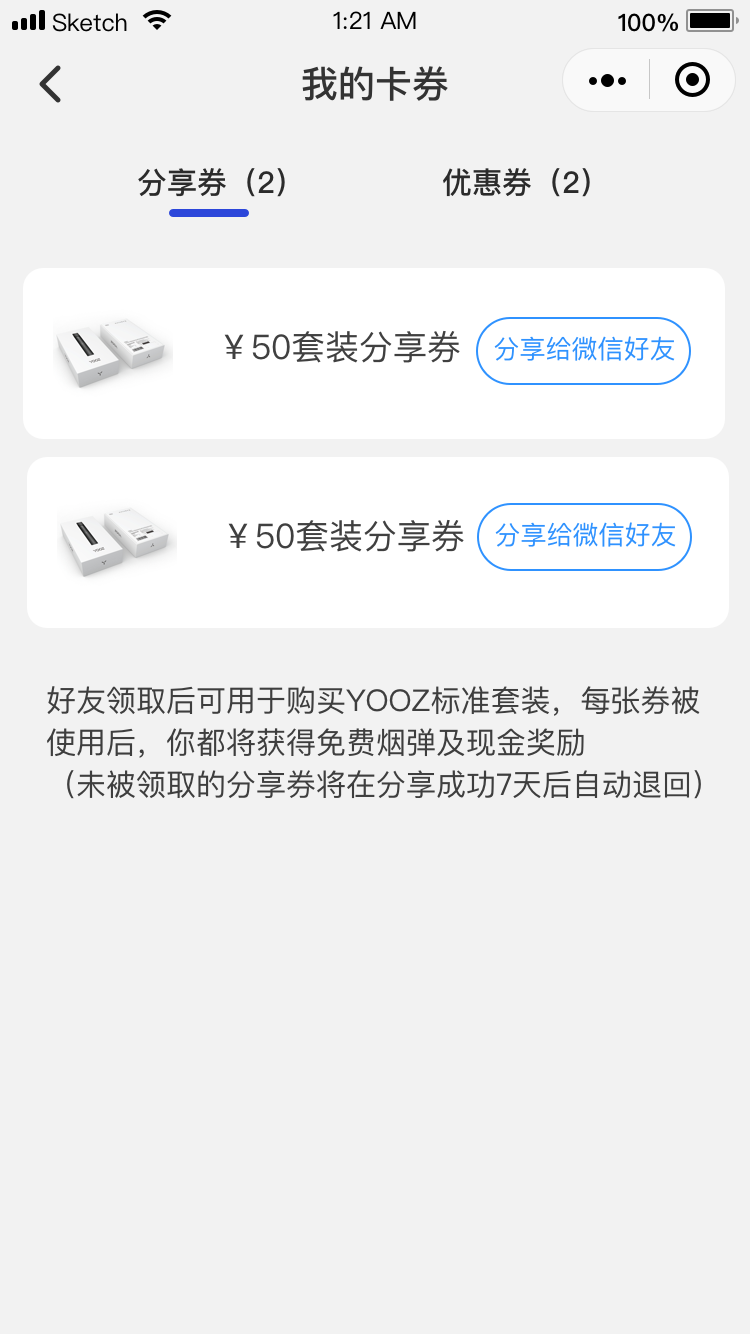 Sketch 1:21 AM 100%
我的卡券
分享券（2） 优惠券（2）
￥50套装分享券 分享给微信好友
YOOZ
￥50套装分享券 分享给微信好友
YOOZ
好友领取后可用于购买YOOZ标准套装，每张券被
使用后，你都将获得免费烟弹及现金奖励
（未被领取的分享券将在分享成功7天后自动退回）